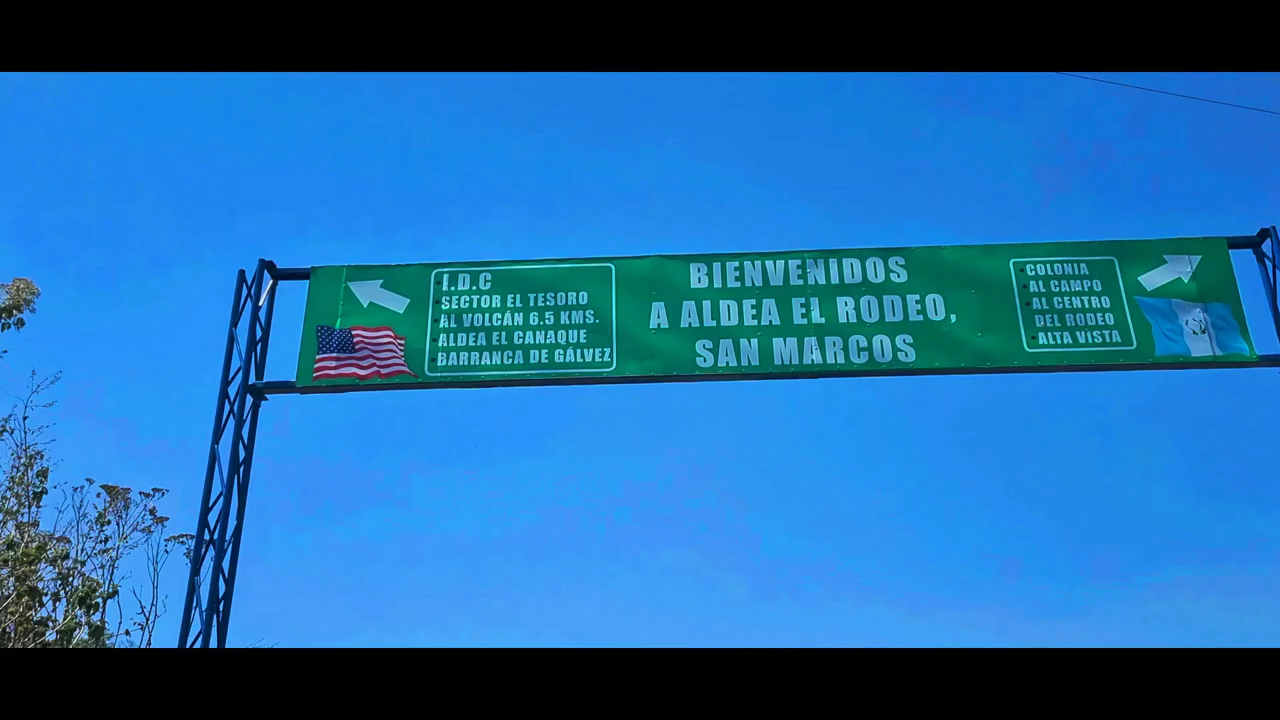 I.D.C
SECTOR EL TESORO
AL VOLCÁN 6.5 KMS.
ALDEA EL CANAQUE
BARRANCA DE GÁLVEZ
BIENVENIDOS
A ALDEA EL RODEO,
SAN MARCOS
COLONIA
AL CAMPO
AL CENTRO
DEL RODEO
ALTA VISTA